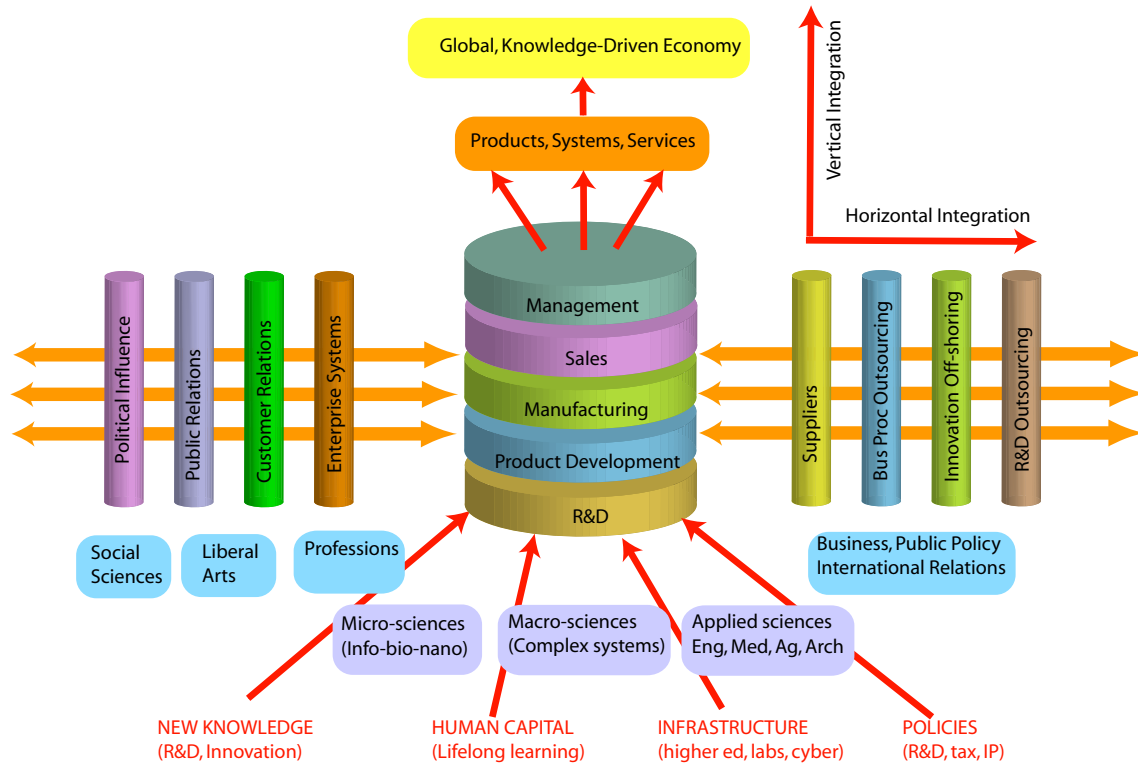 Global, Knowledge-Driven Economy
Products, Systems, Services
Vertical Integration
Horizontal Integration
Political Influence
Public Relations
Customer Relations
Enterprise Systems
Management
Sales
Manufacturing
Product Development
R&D
Suppliers
Bus Proc Outsourcing
Innovation Off-shoring
R&D Outsourcing
Social
Sciences
Liberal
Arts
Professions
Business, Public Policy
International Relations
Micro-sciences
(Info-bio-nano)
Macro-sciences
(Complex systems)
Applied sciences
Eng, Med, Ag, Arch
NEW KNOWLEDGE
(R&D, Innovation)
HUMAN CAPITAL
(Lifelong learning)
INFRASTRUCTURE
(higher ed, labs, cyber)
POLICIES
(R&D, tax, IP)